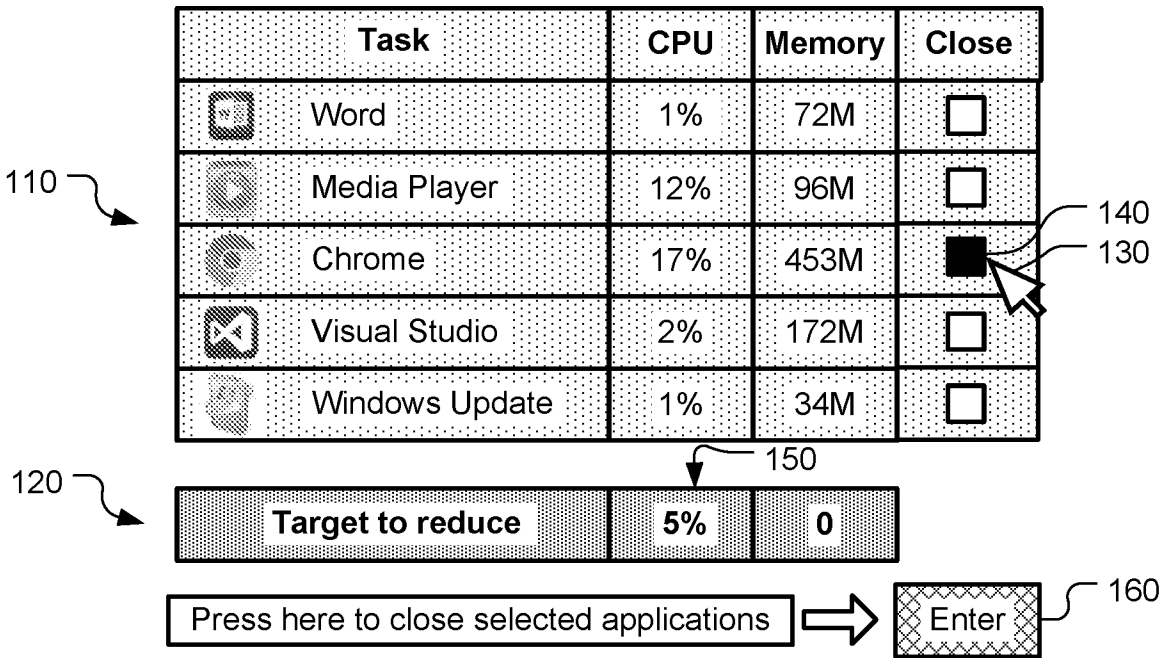 Task CPU Memory Close
Word 1% 72M
110 Media Player 12% 96M
140
Chrome 17% 453M
130
Visual Studio 2% 172M
Windows Update 1% 34M
150
120 Target to reduce 5% 0
160
Press here to close selected applications Enter